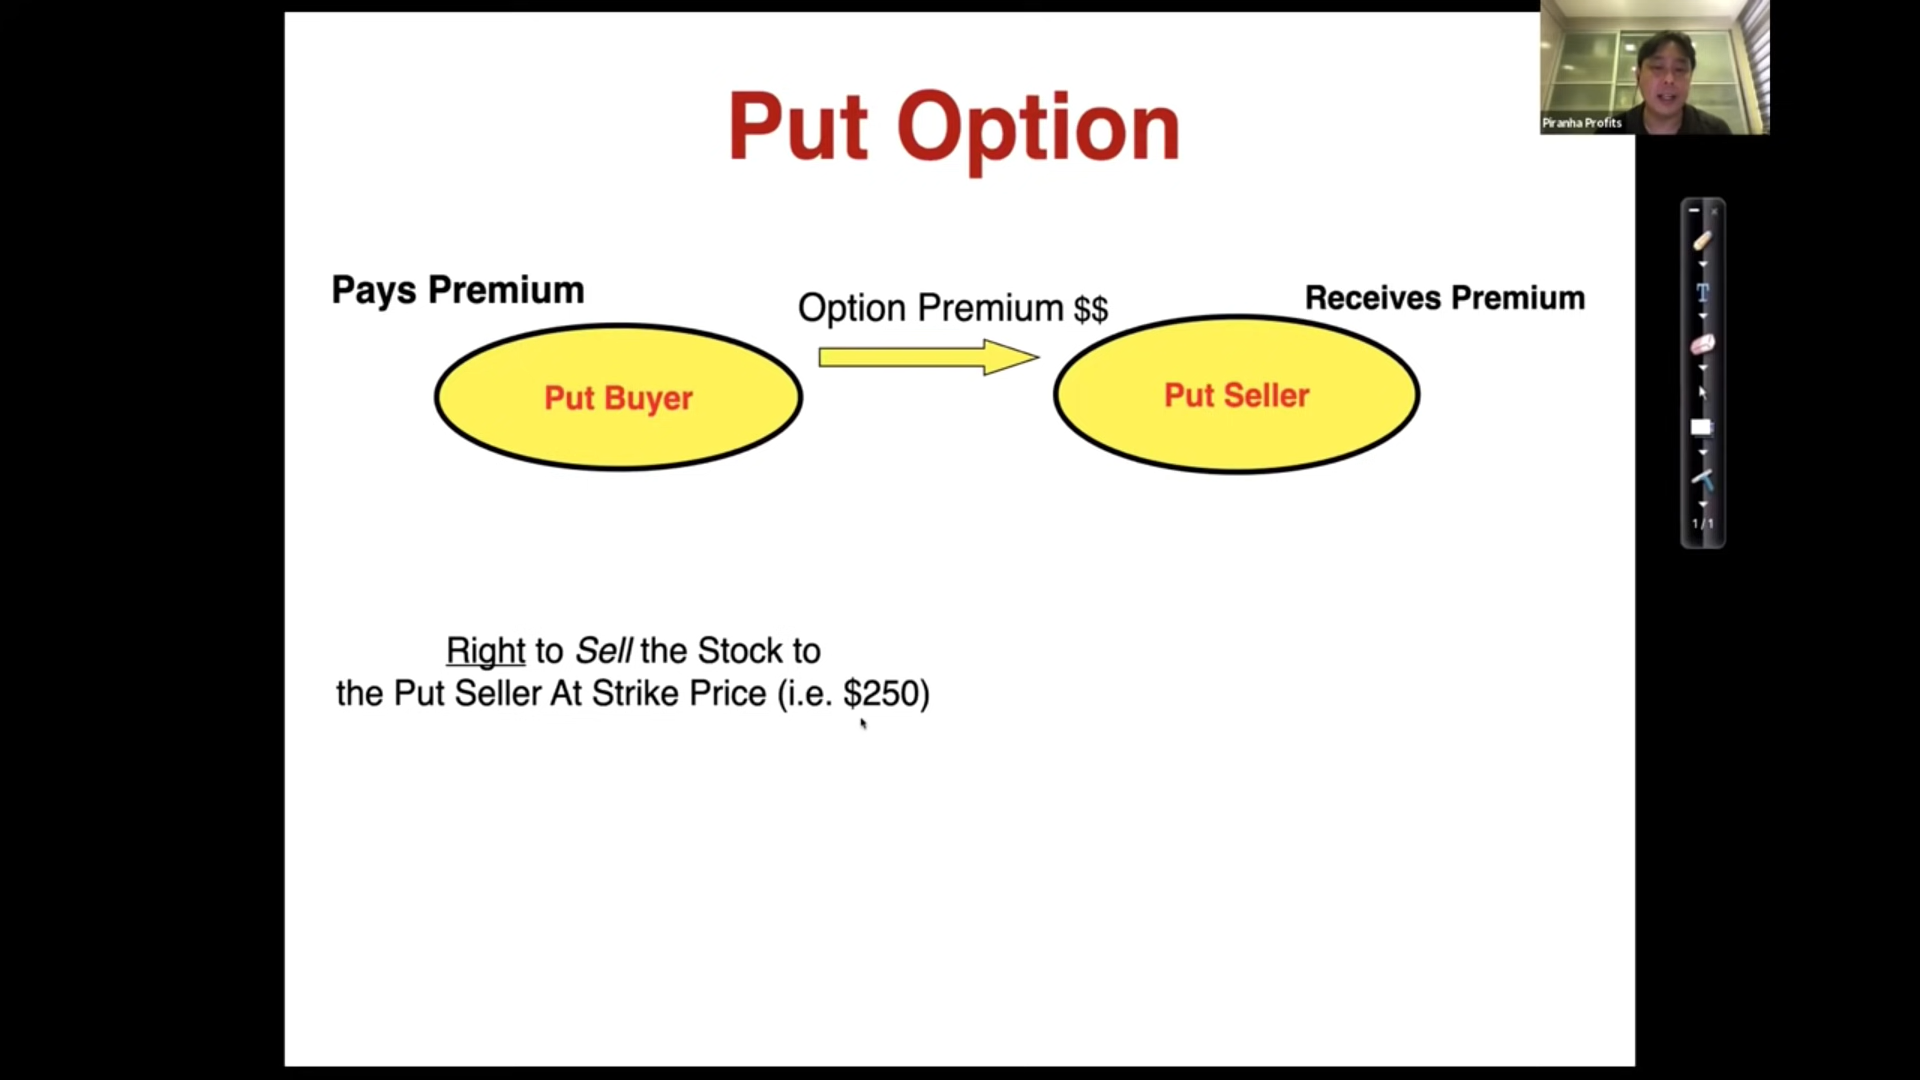 Put Option
Piranha Profits
Pays Premium
Option Premium $$
Receives Premium
Put Buyer
Put Seller
T
1/1
Right to Sell the Stock to
the Put Seller At Strike Price (i.e. $250)